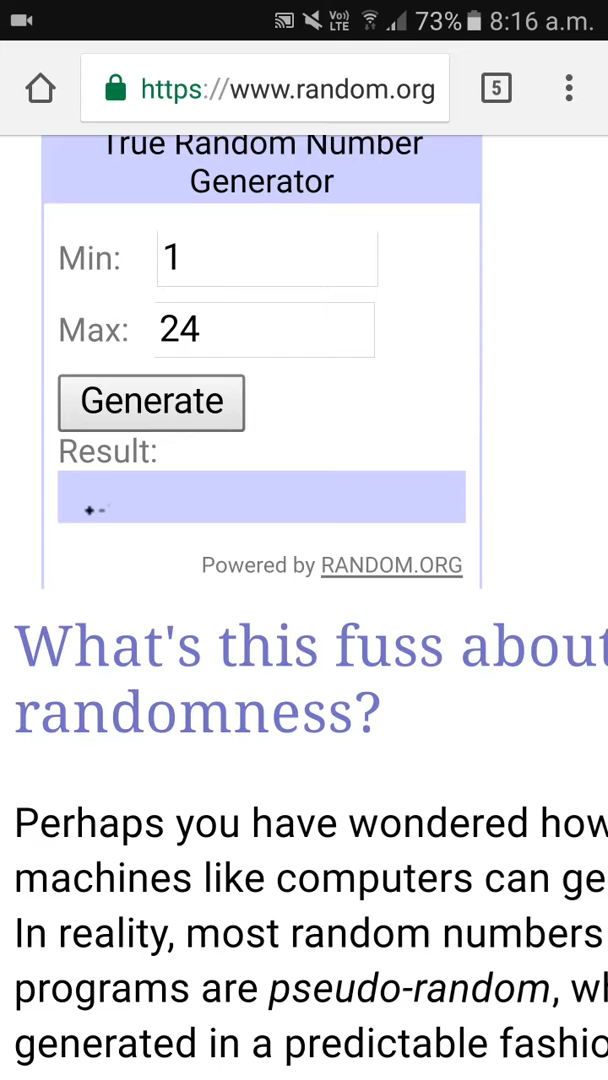 Voo)
LTE
73%
8:16 a.m.
https://www.random.org
5
True Random Number
Generator
Min:
1
Max:
24
Generate
Result:
Powered by RANDOM.ORG
What's this fuss about
randomness?
Perhaps you have wondered how
machines like computers can ge
In reality, most random numbers
programs are pseudo-random, wh
generated in a predictable fashio